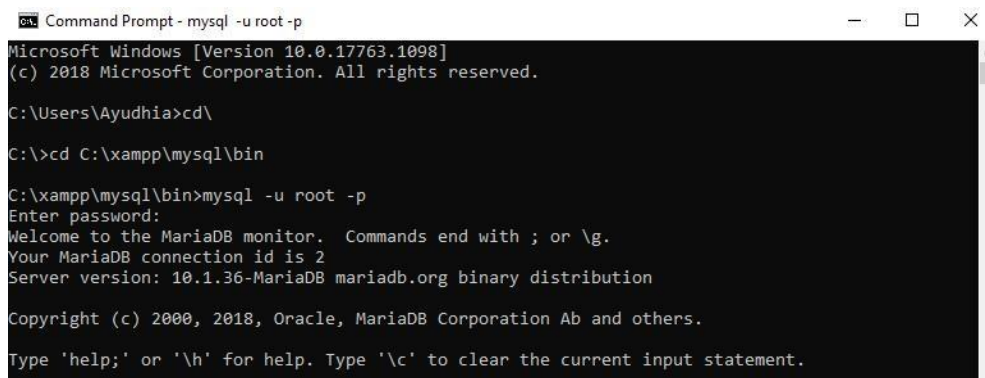 Command Prompt - mysql -u root -p
Microsoft Windows [Version 10.0.17763.1098]
(c) 2018 Microsoft Corporation. All rights reserved.
C:\Users\Ayudhia>cd\
C:\>cd C:\xampp\mysql\bin
C:\xampp\mysql\bin>mysql -u root -p
Enter password:
Welcome to the MariaDB monitor.  Commands end with ; or \g.
Your MariaDB connection id is 2
Server version: 10.1.36-MariaDB mariadb.org binary distribution
Copyright (c) 2000, 2018, Oracle, MariaDB Corporation Ab and others.
Type 'help;' or '\h' for help. Type '\c' to clear the current input statement.